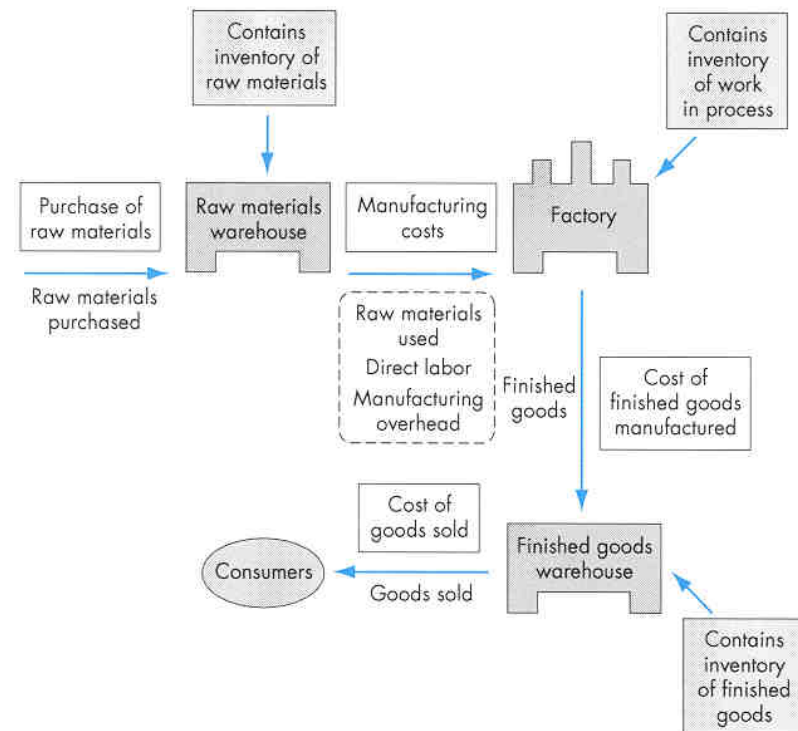 Contains
inventory of
raw materials
Contains
inventory
of work
in process
Purchase of
raw materials
Raw materials
warehouse
Manufacturing
costs
Factory
Raw materials
purchased
Raw materials
used
Direct labor
Manufacturing
overhead
Finished
goods
Cost of
finished goods
manufactured
Cost of
goods sold
Consumers
Goods sold
Finished goods
warehouse
Contains
inventory
of finished
goods